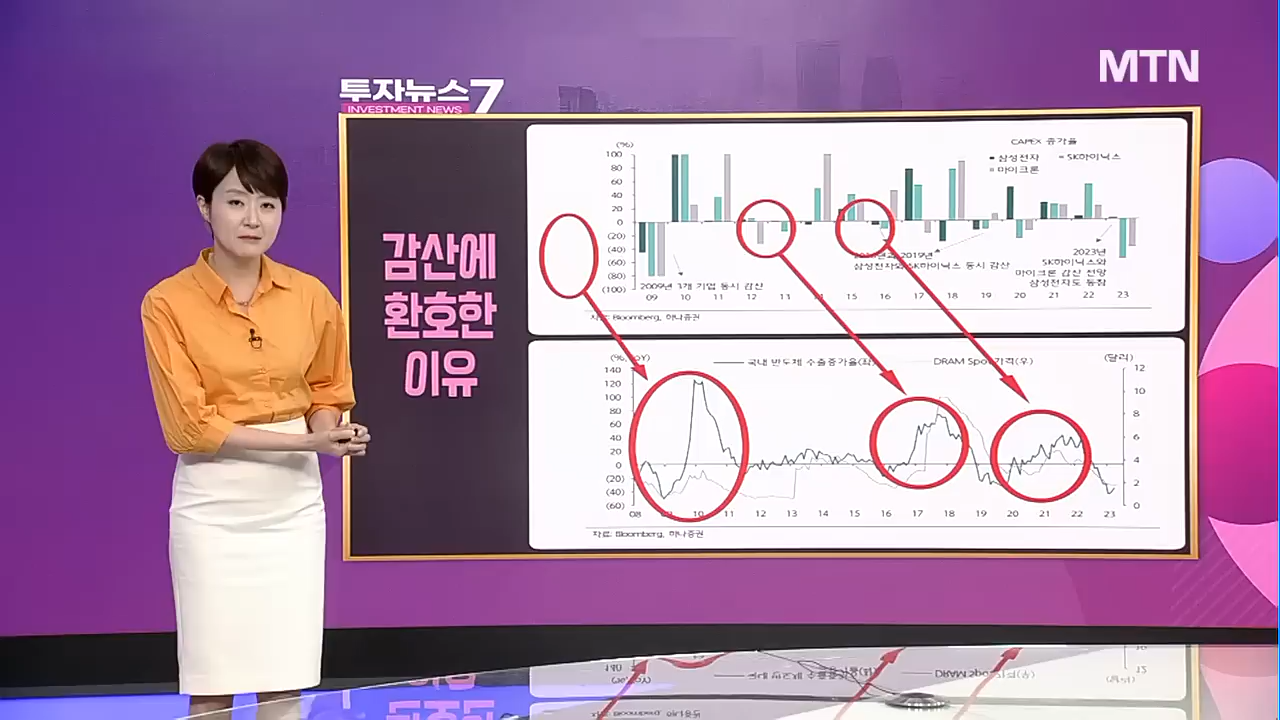 MTN
투자뉴스 7
INVESTMENT NEWS
감산에
환호한
이유
(%)
CAPEX 증가율
■ 삼성전자 ■ SK하이닉스
■ 마이크론
100
80
60
40
20
0
(20)
(40)
(60)
(80)
(100)
2009년 3개 기업 동시 감산
2019년
삼성전자와 SK하이닉스 동시 감산
2023년
SK하이닉스와
마이크론 감산 선망
삼성전자도 동참
09 10 11 12 13 14 15 16 17 18 19 20 21 22 23
자료: Bloomberg, 하나증권
(%, YoY)
국내 반도체 수출증가율(좌)
DRAM Spot 가격(우)
(달러)
140
120
100
80
60
40
20
0
(20)
(40)
(60)
12
10
8
6
4
2
0
08 09 10 11 12 13 14 15 16 17 18 19 20 21 22 23
자료: Bloomberg, 하나증권